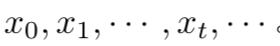 $x_0, x_1, \cdots, x_t, \cdots$。